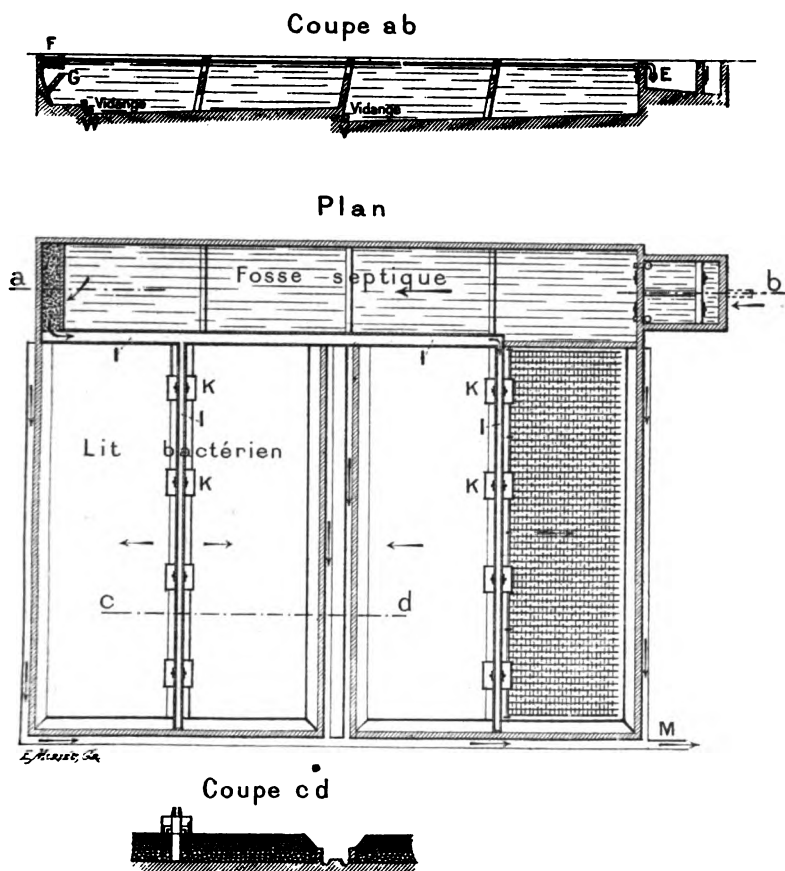 Coupe ab
F
G
E
Vidange
Vidange
Plan
a
Fosse septique
b
I
I
K
K
I
I
Lit bactérien
K
K
c
d
M
Coupe cd